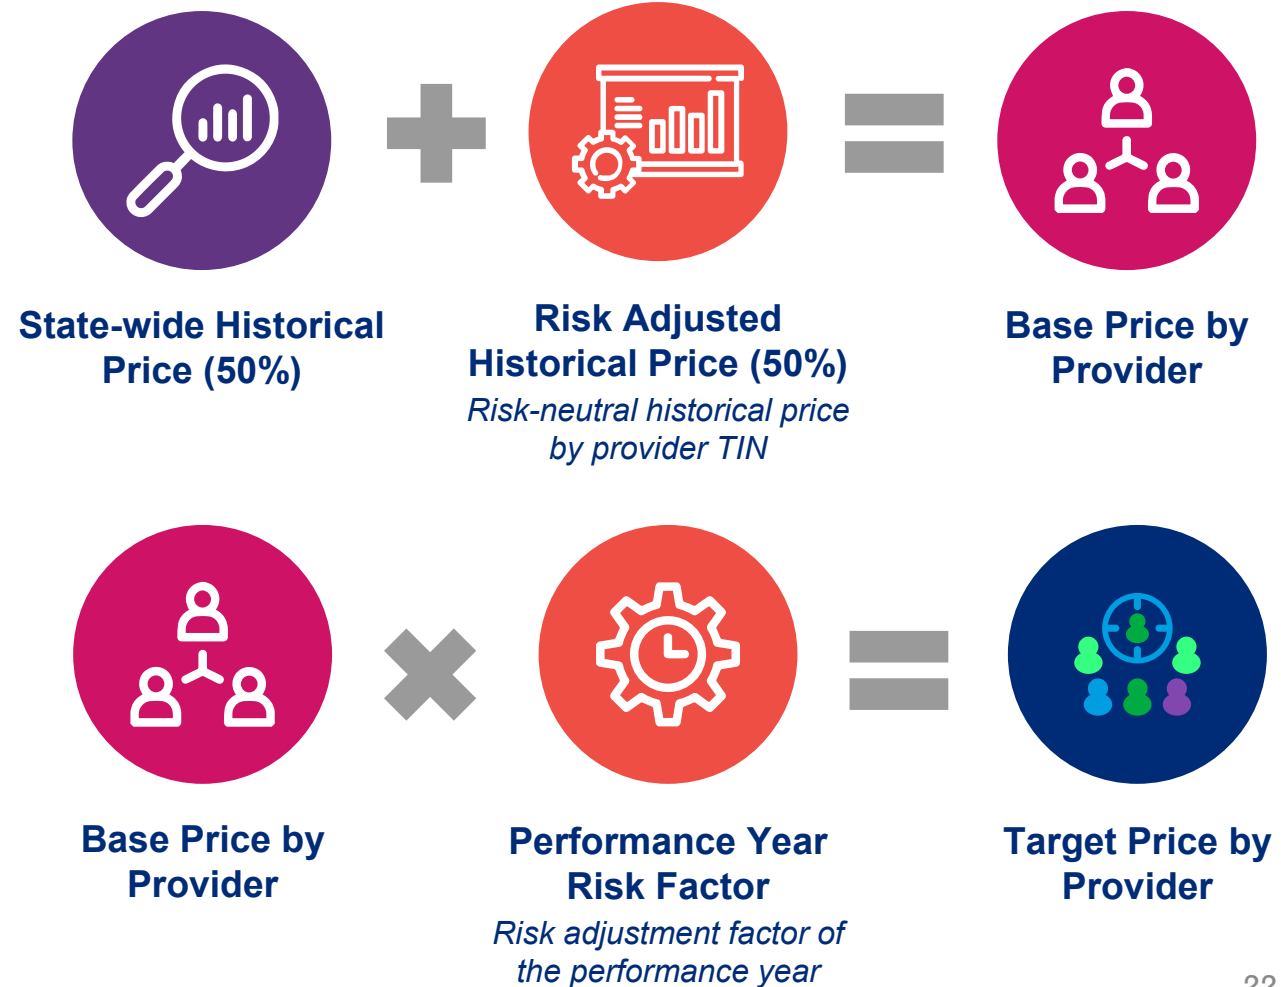 State-wide Historical
Price (50%)
Risk Adjusted
Historical Price (50%)
Risk-neutral historical price
by provider TIN
Base Price by
Provider
Base Price by
Provider
Performance Year
Risk Factor
Risk adjustment factor of
the performance year
Target Price by
Provider